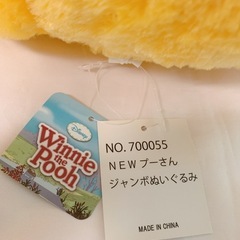 Disney
Winnie
the
Pooh
NO. 700055
NEWプーさん
ジャンボぬいぐるみ
MADE IN CHINA